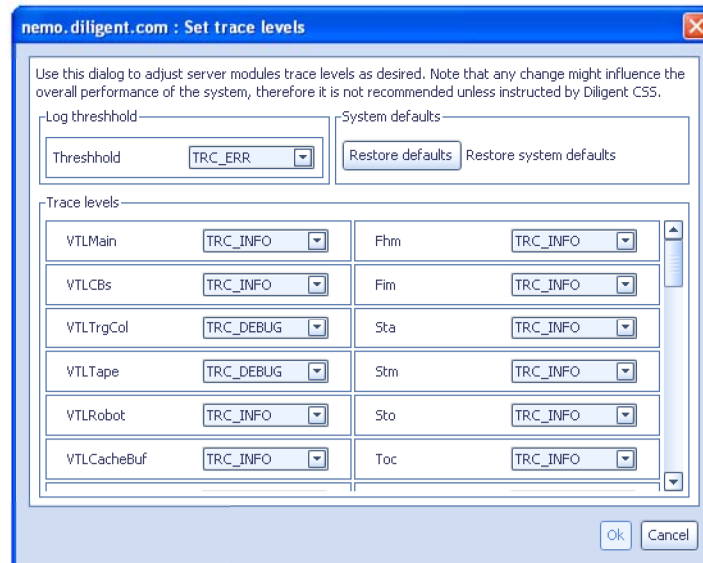 nemo.diligent.com : Set trace levels
Use this dialog to adjust server modules trace levels as desired. Note that any change might influence the
overall performance of the system, therefore it is not recommended unless instructed by Diligent CSS.
Log threshhold
System defaults
Threshhold TRC_ERR
Restore defaults Restore system defaults
Trace levels
VTLMain TRC_INFO Fhm TRC_INFO
VTLCBs TRC_INFO Fim TRC_INFO
VTLTrgCol TRC_DEBUG Sta TRC_INFO
VTLTape TRC_DEBUG Stm TRC_INFO
VTLRobot TRC_INFO Sto TRC_INFO
VTLCacheBuf TRC_INFO Toc TRC_INFO
Ok Cancel